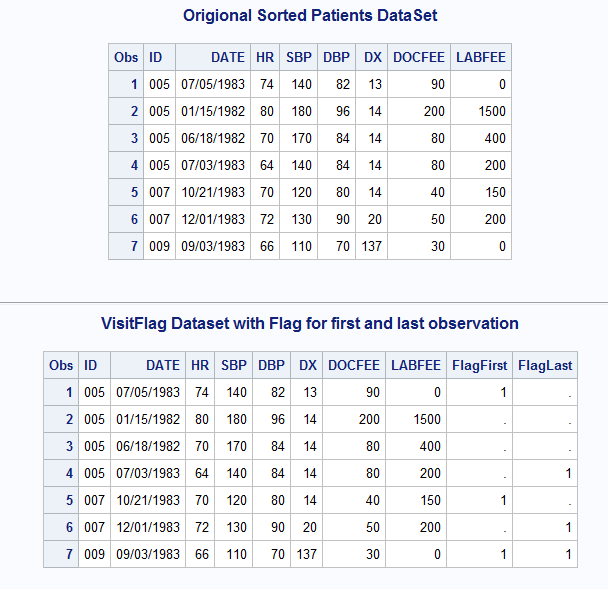 Origional Sorted Patients DataSet
Obs ID DATE HR SBP DBP DX DOCFEE LABFEE
1 005 07/05/1983 74 140 82 13 90 0
2 005 01/15/1982 80 180 96 14 200 1500
3 005 06/18/1982 70 170 84 14 80 400
4 005 07/03/1983 64 140 84 14 80 200
5 007 10/21/1983 70 120 80 14 40 150
6 007 12/01/1983 72 130 90 20 50 200
7 009 09/03/1983 66 110 70 137 30 0
VisitFlag Dataset with Flag for first and last observation
Obs ID DATE HR SBP DBP DX DOCFEE LABFEE FlagFirst FlagLast
1 005 07/05/1983 74 140 82 13 90 0 1 .
2 005 01/15/1982 80 180 96 14 200 1500 . .
3 005 06/18/1982 70 170 84 14 80 400 . .
4 005 07/03/1983 64 140 84 14 80 200 . 1
5 007 10/21/1983 70 120 80 14 40 150 1 .
6 007 12/01/1983 72 130 90 20 50 200 . 1
7 009 09/03/1983 66 110 70 137 30 0 1 1